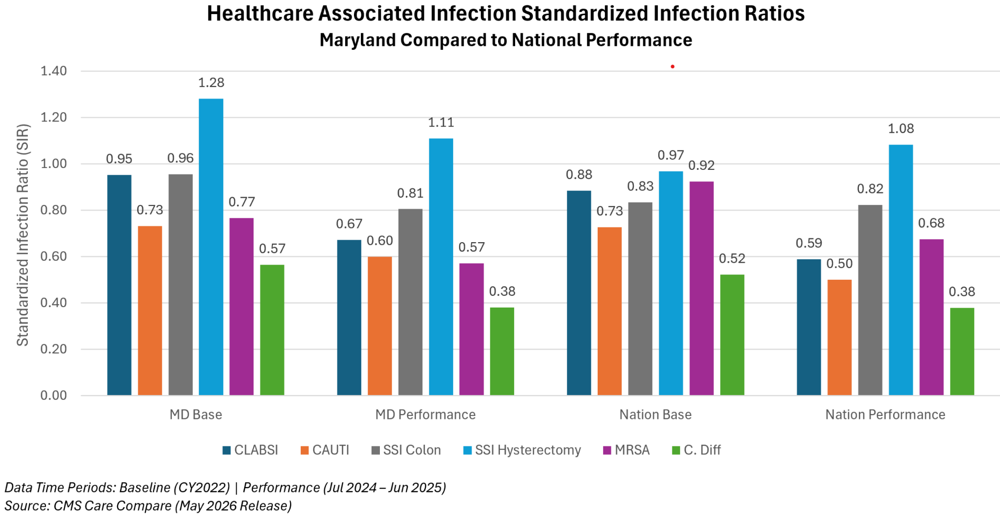 Healthcare Associated Infection Standardized Infection Ratios
Maryland Compared to National Performance
Standardized Infection Ratio (SIR)
1.40
1.20
1.00
0.80
0.60
0.40
0.20
0.00
0.95
0.73
0.96
1.28
0.77
0.57
0.67
0.60
0.81
1.11
0.57
0.38
0.88
0.73
0.83
0.97
0.92
0.52
0.59
0.50
0.82
1.08
0.68
0.38
MD Base
MD Performance
Nation Base
Nation Performance
CLABSI
CAUTI
SSI Colon
SSI Hysterectomy
MRSA
C. Diff
Data Time Periods: Baseline (CY2022) | Performance (Jul 2024 – Jun 2025)
Source: CMS Care Compare (May 2026 Release)